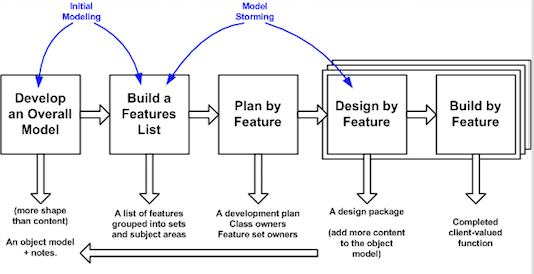 Initial
Modeling
Model
Storming
Develop
an Overall
Model
Build a
Features
List
Plan by
Feature
Design by
Feature
Build by
Feature
(more shape
than content)
An object model
+ notes.
A list of features
grouped into sets
and subject areas
A development plan
Class owners
Feature set owners
A design package
(add more content
to the object
model)
Completed
client-valued
function